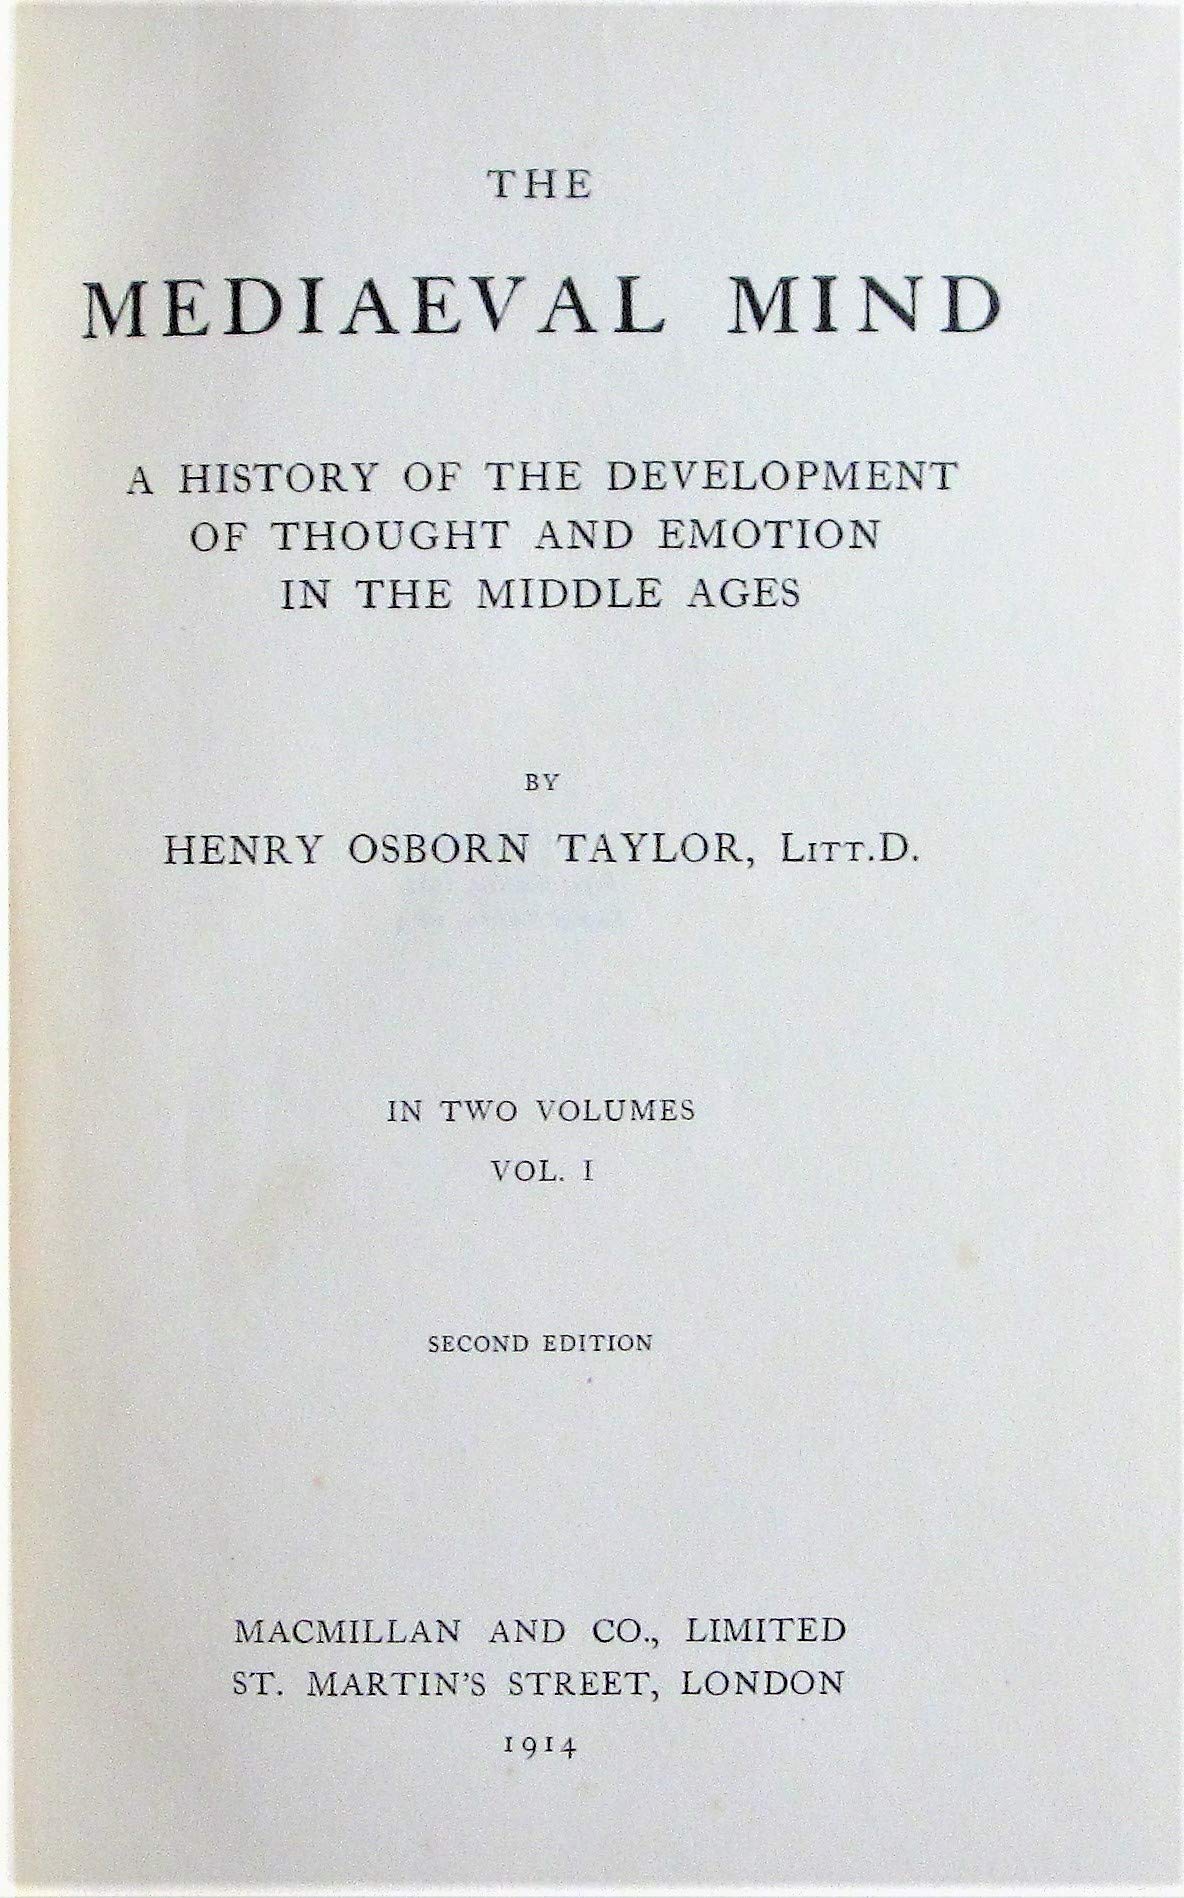 THE
MEDIAEVAL MIND
A HISTORY OF THE DEVELOPMENT
OF THOUGHT AND EMOTION
IN THE MIDDLE AGES
BY
HENRY OSBORN TAYLOR, LITT.D.
IN TWO VOLUMES
VOL. I
SECOND EDITION
MACMILLAN AND CO., LIMITED
ST. MARTIN'S STREET, LONDON
1914